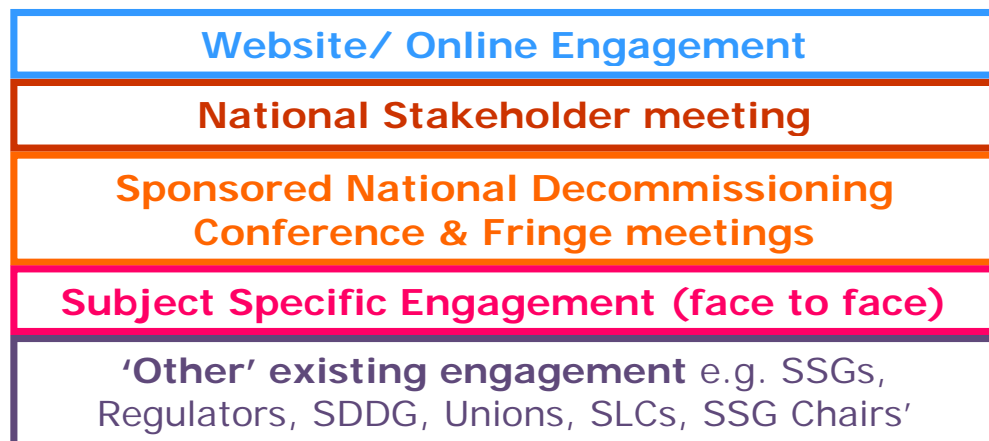 Website/ Online Engagement
National Stakeholder meeting
Sponsored National Decommissioning
Conference & Fringe meetings
Subject Specific Engagement (face to face)
‘Other’ existing engagement e.g. SSGs,
Regulators, SDDG, Unions, SLCs, SSG Chairs’